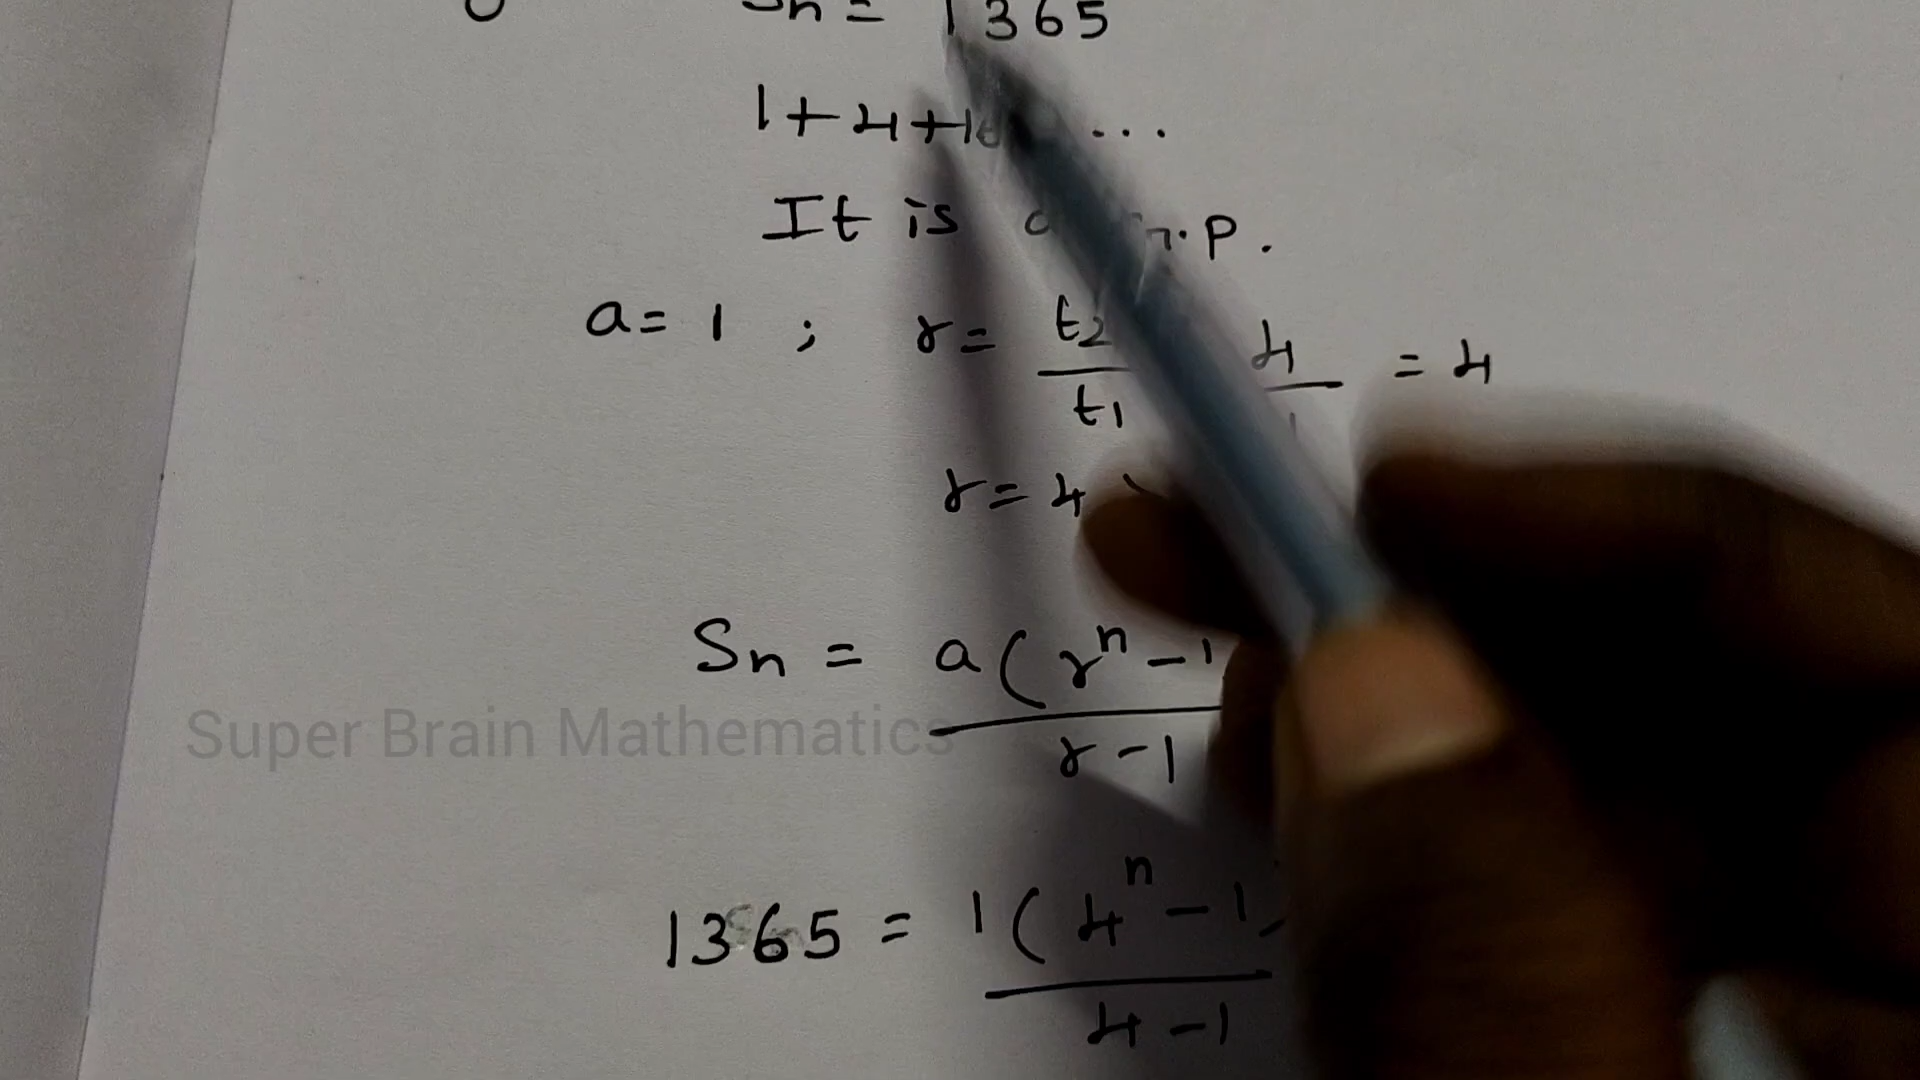 Sn = 1365
1+4+16 ...
It is P.
a= 1 ; r= t2/t1 4/1 = 4
r=4
Sn = a(r^n-1 / r-1
Super Brain Mathematics
1365 = 1(4^n-1) / 4-1